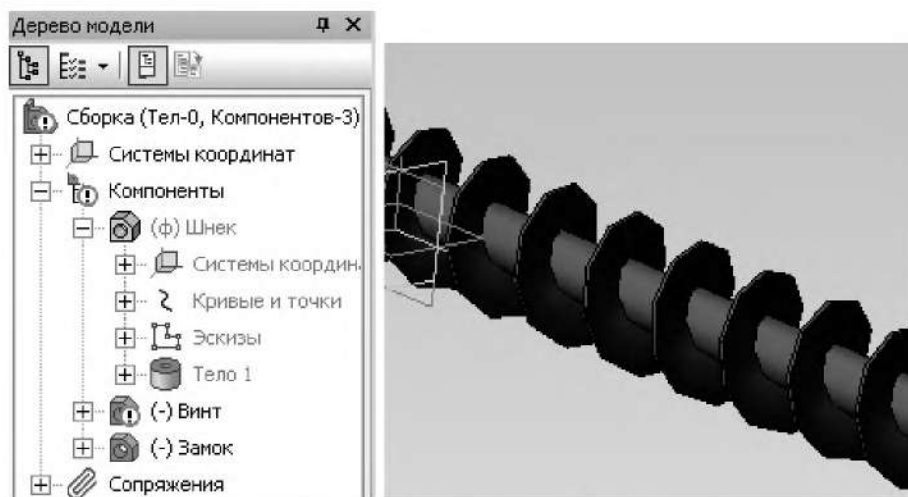 Дерево модели
Сборка (Тел-0, Компонентов-3)
Системы координат
Компоненты
(ф) Шнек
Системы координ
Кривые и точки
Эскизы
Тело 1
(-) Винт
(-) Замок
Сопряжения